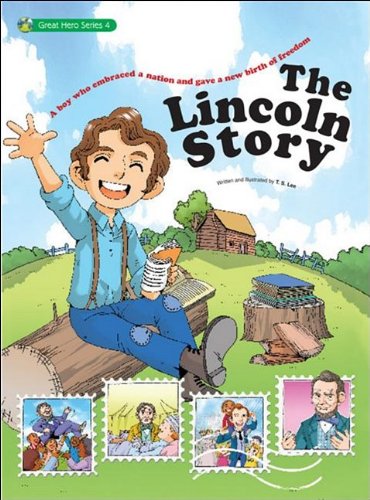 Great Hero Series 4
A boy who embraced a nation and gave a new birth of freedom
The
Lincoln
Story
Written and Illustrated by T. S. Lee